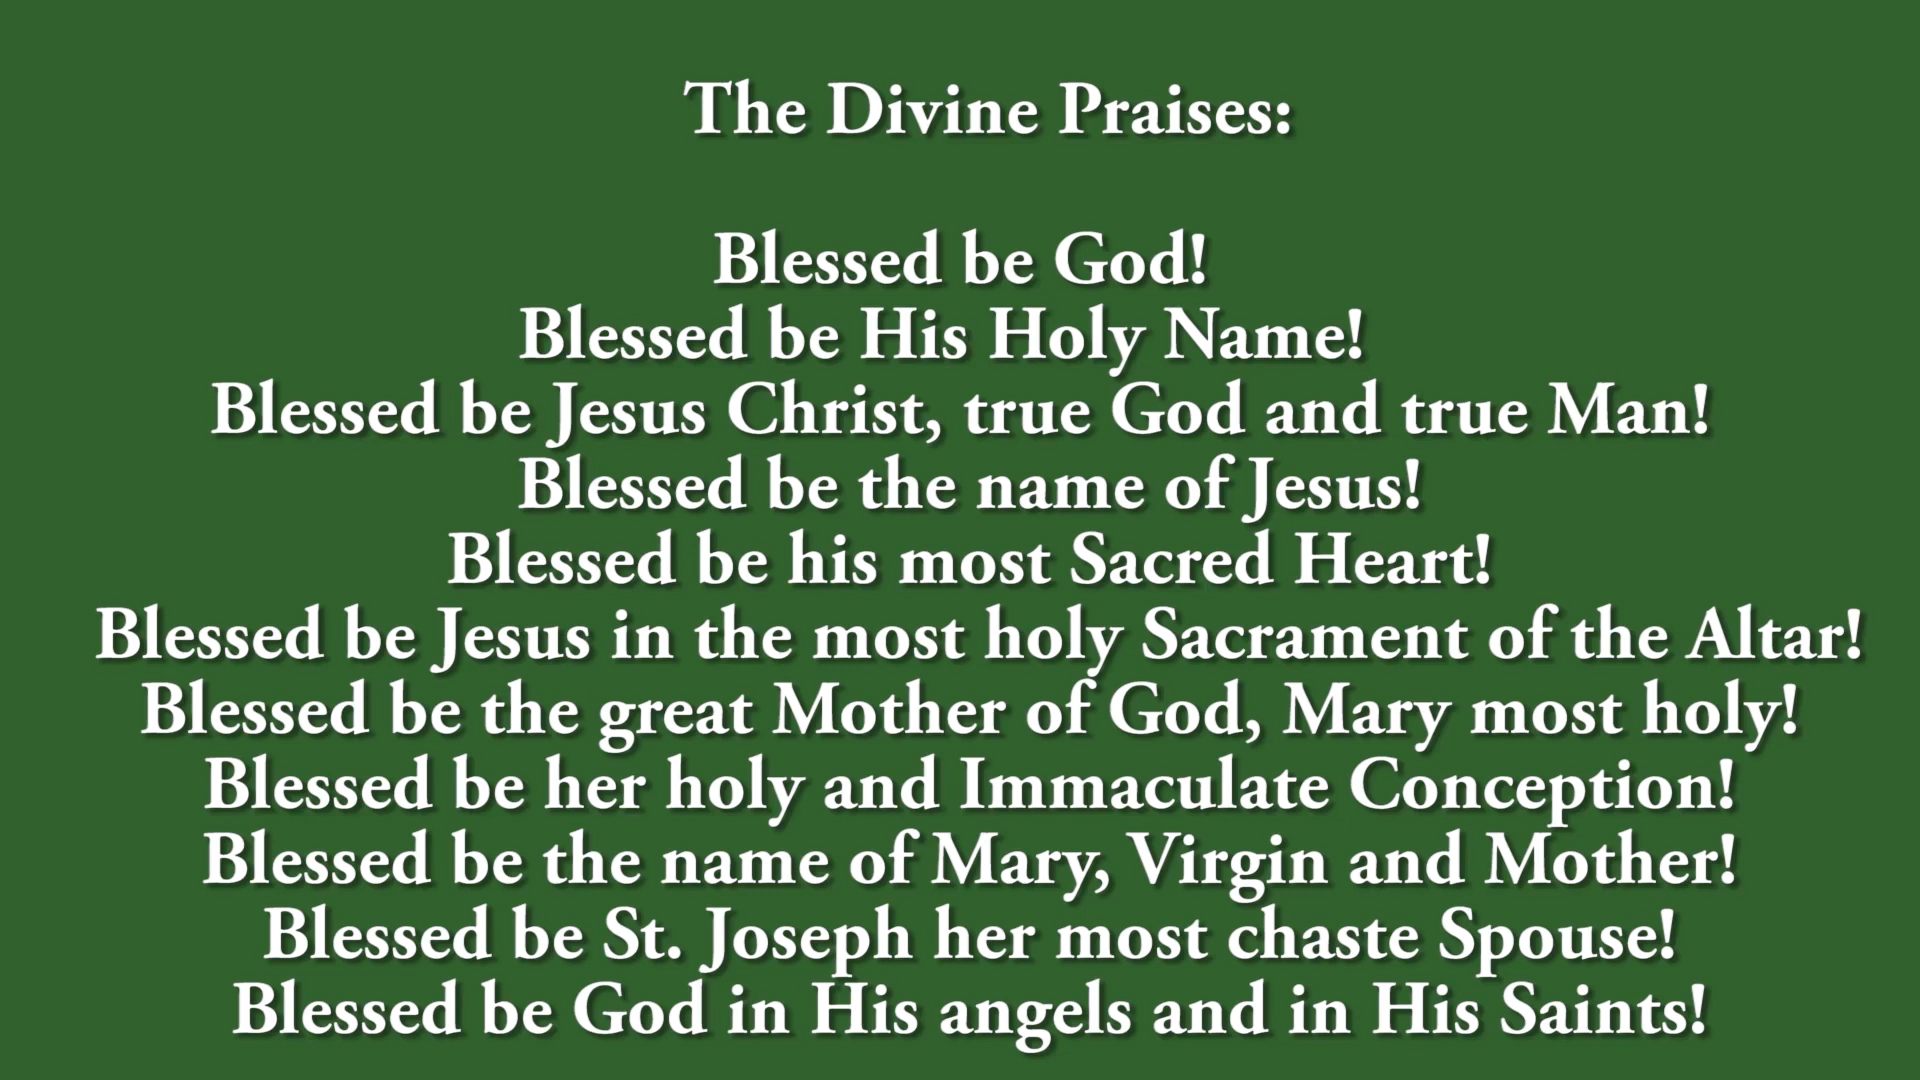 The Divine Praises:
Blessed be God!
Blessed be His Holy Name!
Blessed be Jesus Christ, true God and true Man!
Blessed be the name of Jesus!
Blessed be his most Sacred Heart!
Blessed be Jesus in the most holy Sacrament of the Altar!
Blessed be the great Mother of God, Mary most holy!
Blessed be her holy and Immaculate Conception!
Blessed be the name of Mary, Virgin and Mother!
Blessed be St. Joseph her most chaste Spouse!
Blessed be God in His angels and in His Saints!